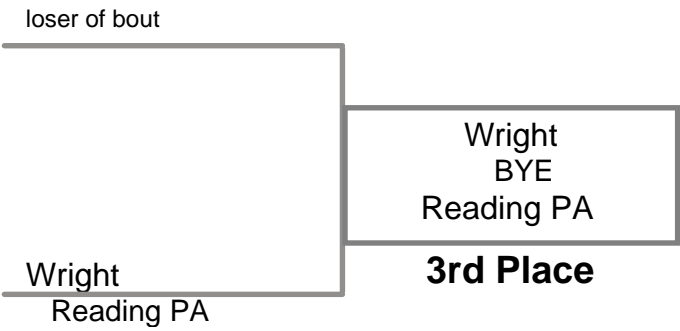 loser of bout
Wright
BYE
Reading PA
3rd Place
Wright
Reading PA